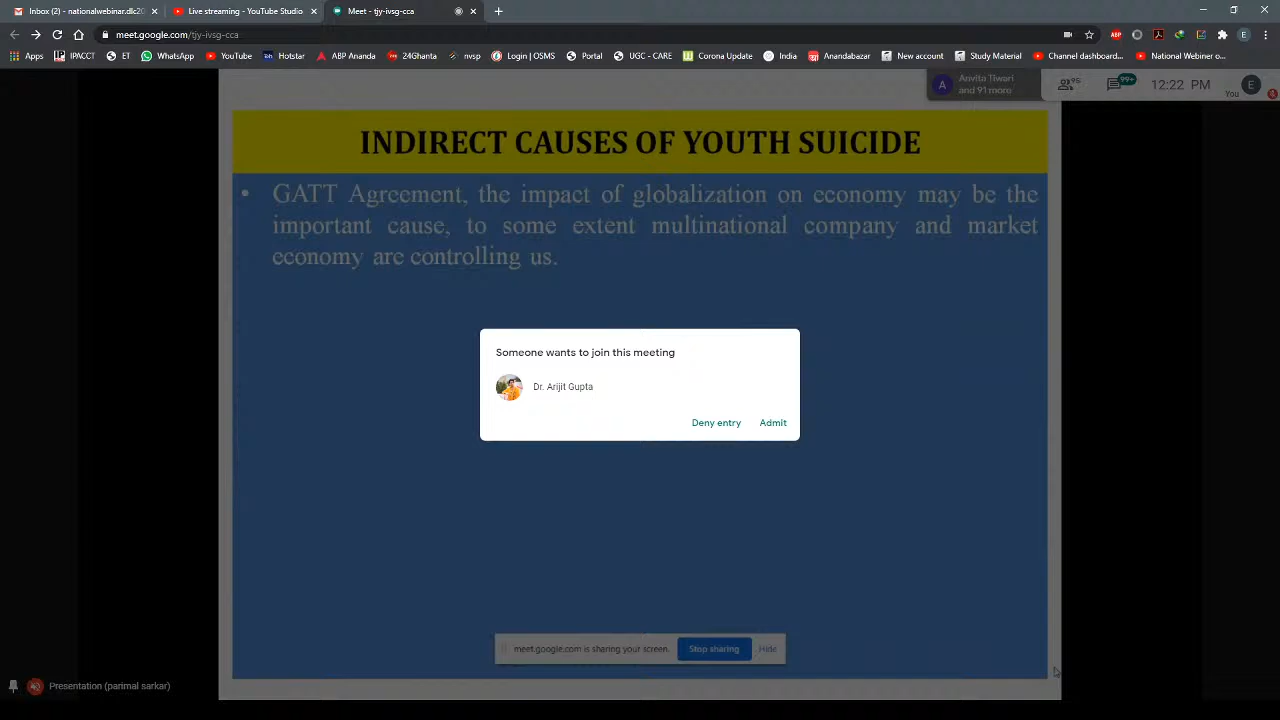 Inbox (2) - nationalwebinar.dlc20
Live streaming - YouTube Studio
Meet - tjy-ivsg-cca
meet.google.com/tjy-ivsg-cca
Apps
IPACCT
ET
WhatsApp
YouTube
Hotstar
ABP Ananda
24Ghanta
nvsp
Login | OSMS
Portal
UGC - CARE
Corona Update
India
Anandabazar
New account
Study Material
Channel dashboard...
National Webinar o...
Anvita Tiwari
and 91 more
95
99+
12:22 PM
You
E
INDIRECT CAUSES OF YOUTH SUICIDE
• GATT Agreement, the impact of globalization on economy may be the
important cause, to some extent multinational company and market
economy are controlling us.
Someone wants to join this meeting
Dr. Arijit Gupta
Deny entry
Admit
meet.google.com is sharing your screen.
Stop sharing
Hide
Presentation (parimal sarkar)